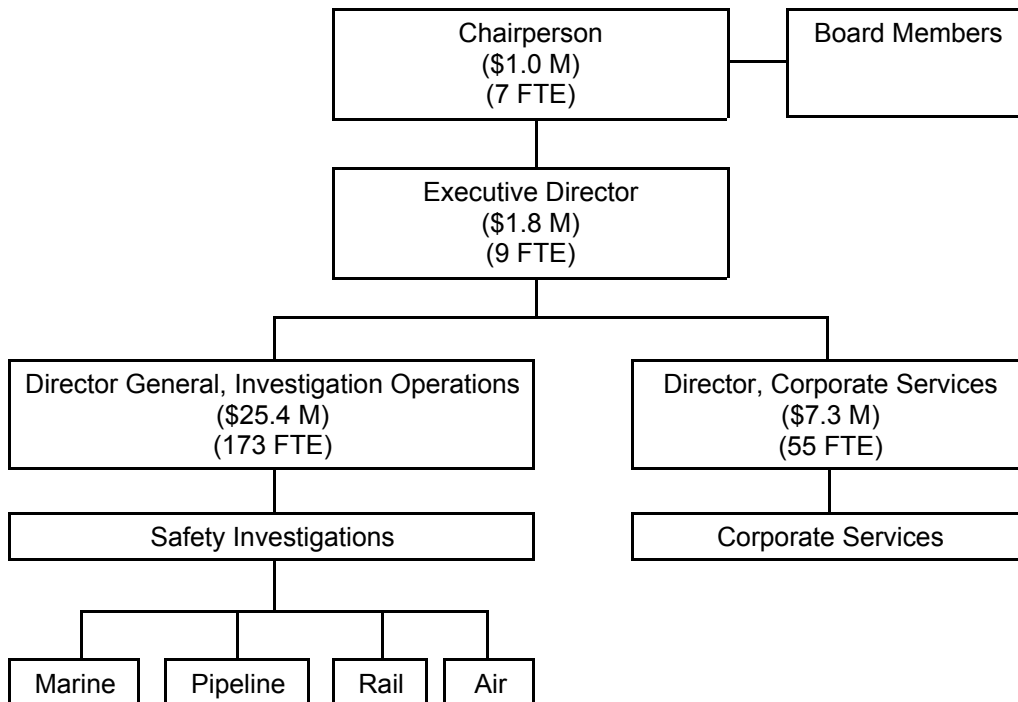 Chairperson
($1.0 M)
(7 FTE)
Board Members
Executive Director
($1.8 M)
(9 FTE)
Director General, Investigation Operations
($25.4 M)
(173 FTE)
Director, Corporate Services
($7.3 M)
(55 FTE)
Safety Investigations
Corporate Services
Marine
Pipeline
Rail
Air